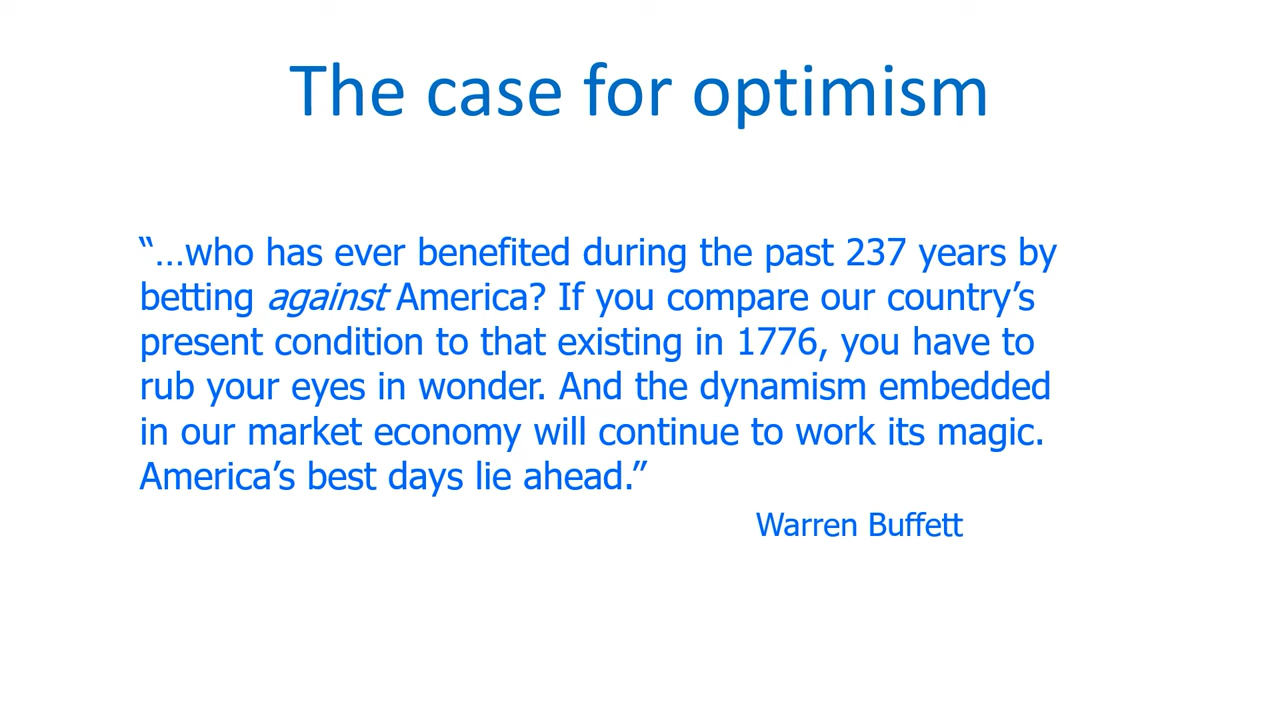 The case for optimism
“…who has ever benefited during the past 237 years by
betting against America? If you compare our country’s
present condition to that existing in 1776, you have to
rub your eyes in wonder. And the dynamism embedded
in our market economy will continue to work its magic.
America’s best days lie ahead.”
Warren Buffett